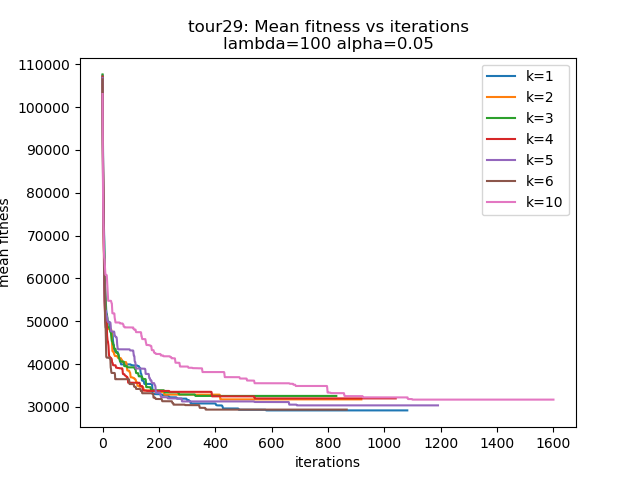 tour29: Mean fitness vs iterations
lambda=100 alpha=0.05
mean fitness
110000
100000
90000
80000
70000
60000
50000
40000
30000
0
200
400
600
800
1000
1200
1400
1600
iterations
k=1
k=2
k=3
k=4
k=5
k=6
k=10